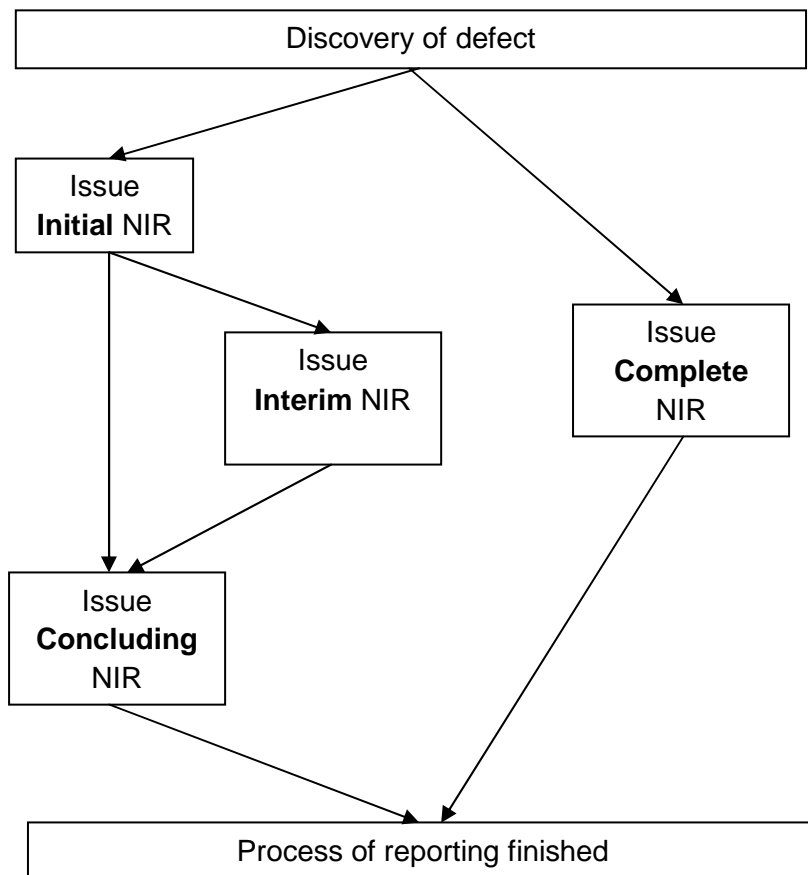 Discovery of defect
Issue
Initial NIR
Issue
Interim NIR
Issue
Complete
NIR
Issue
Concluding
NIR
Process of reporting finished